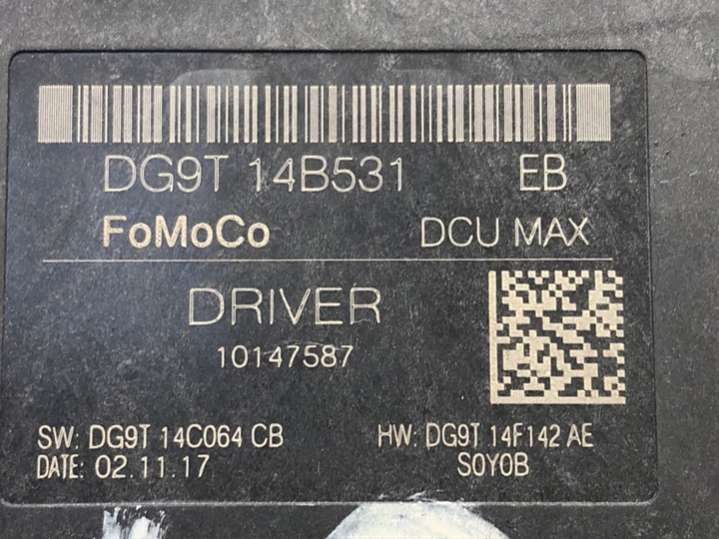 DG9T 14B531 EB
FoMoCo DCU MAX
DRIVER
10147587
SW: DG9T 14C064 CB HW: DG9T 14F142 AE
DATE: 02.11.17 S0Y0B